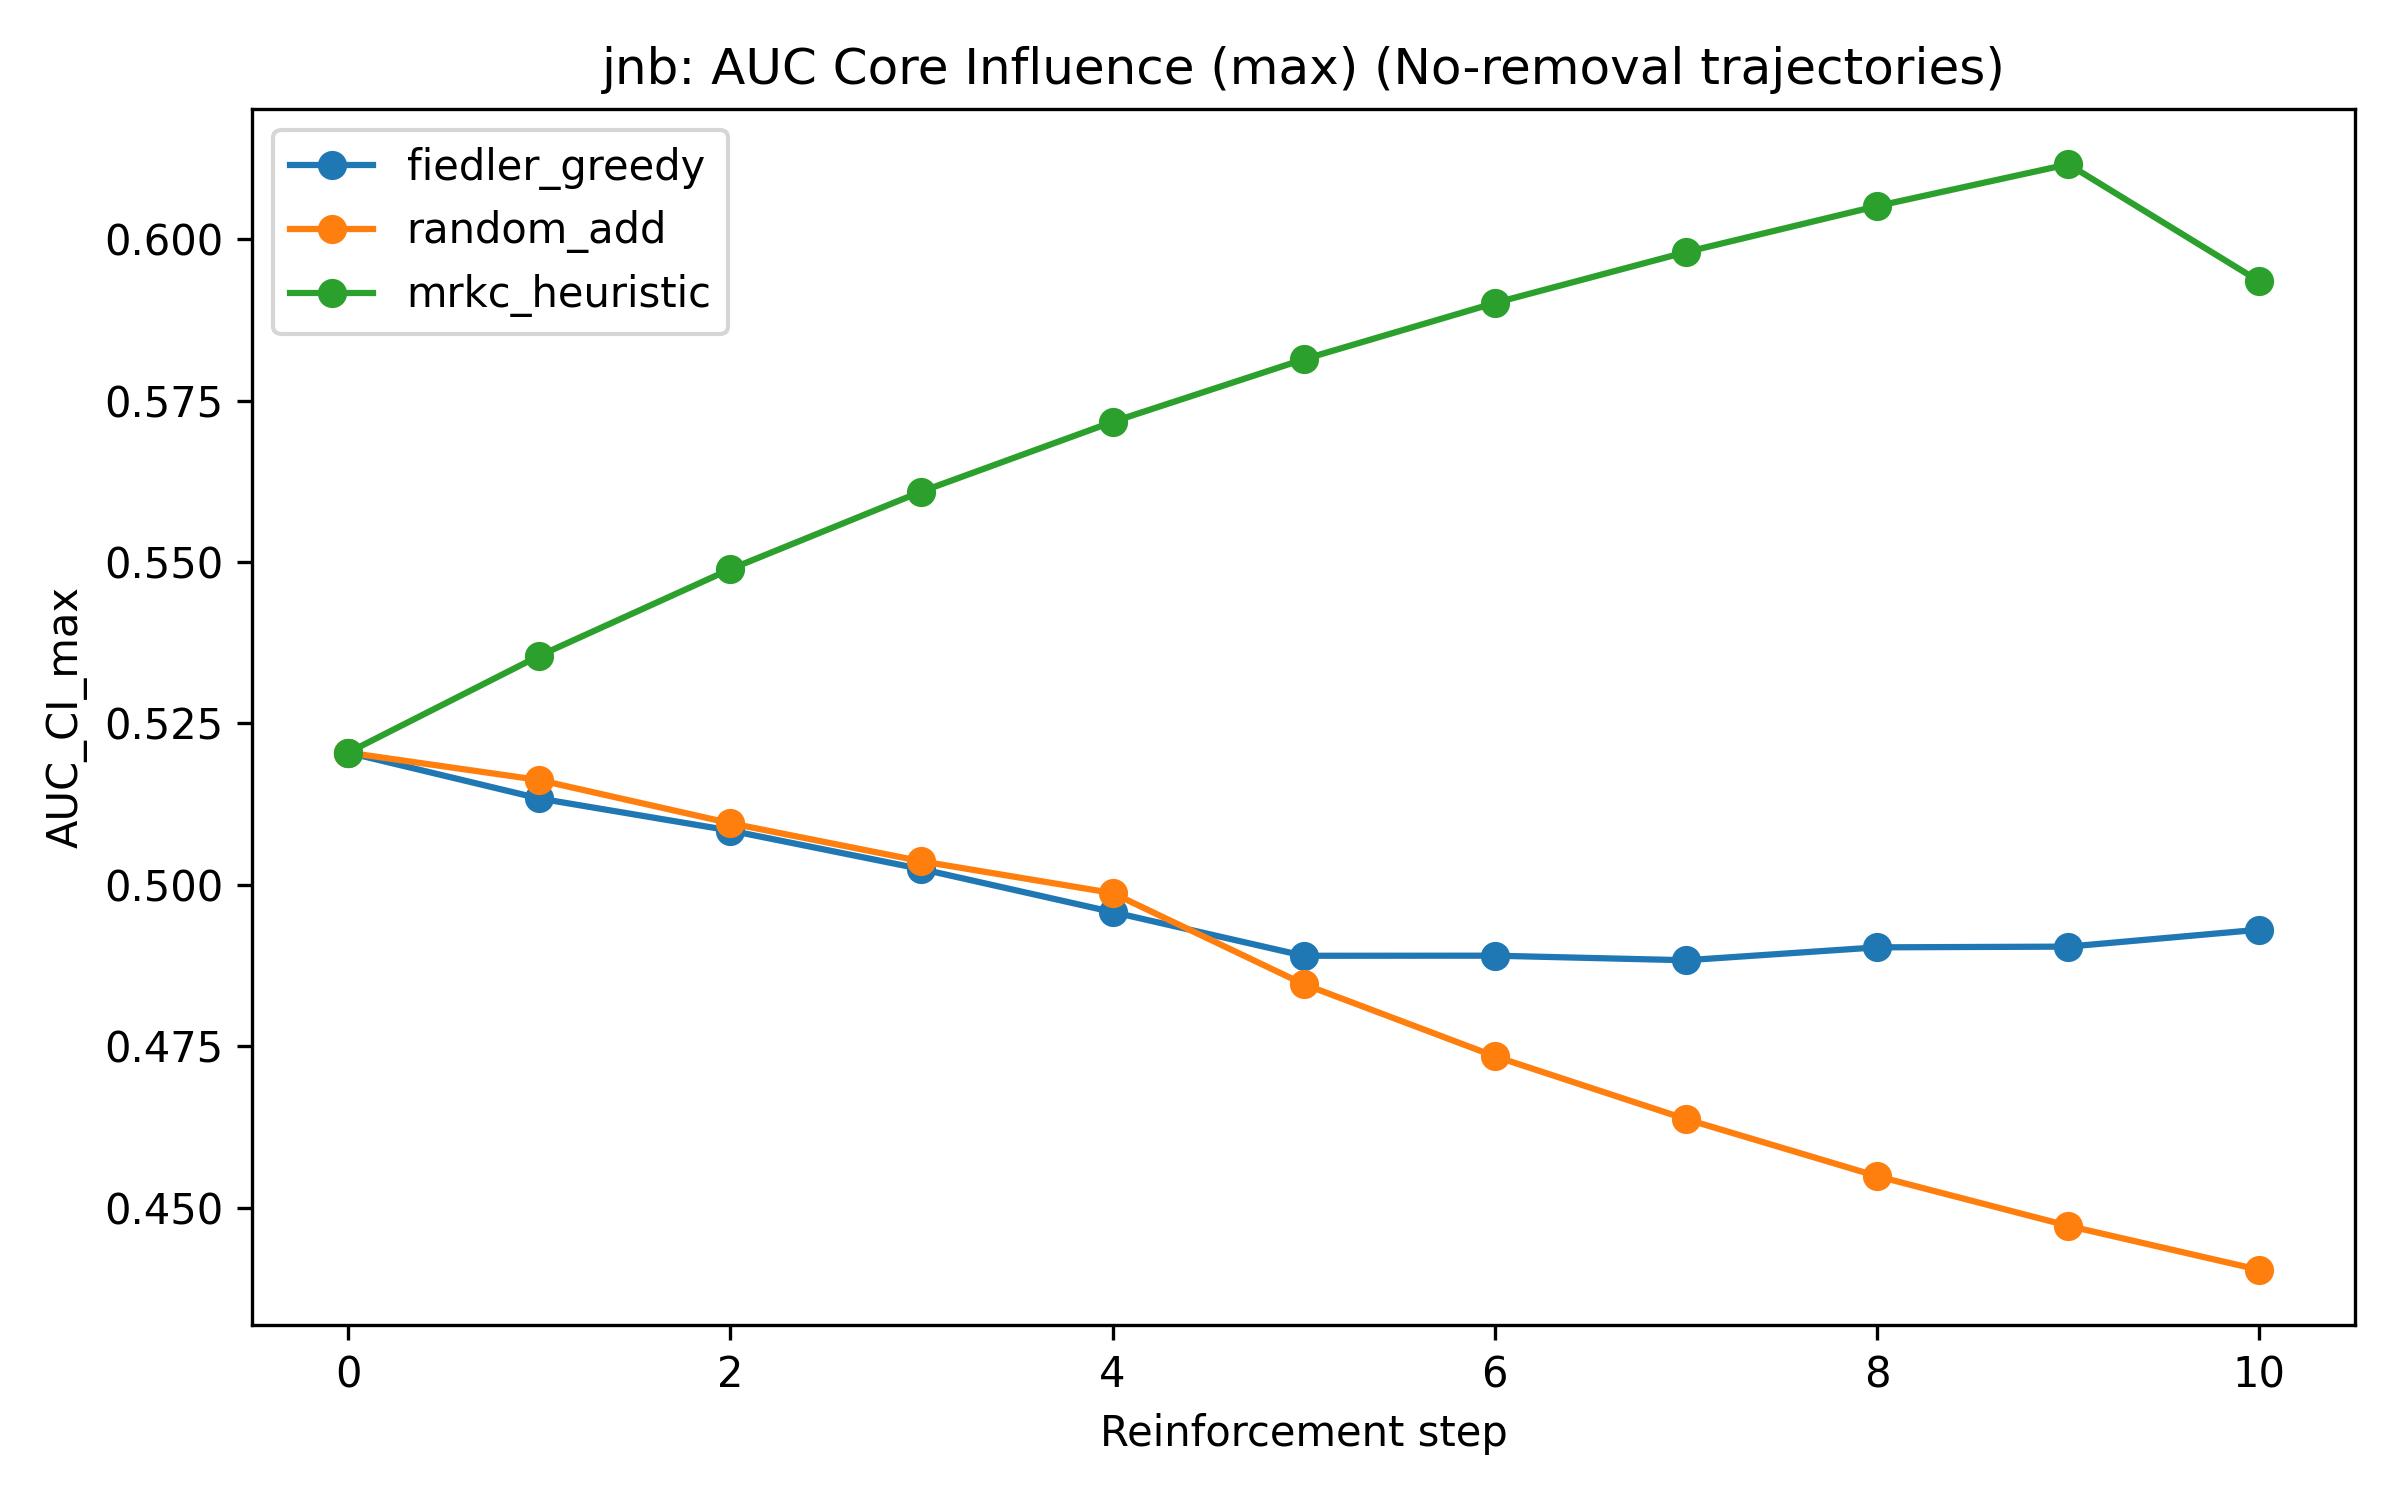 jnb: AUC Core Influence (max) (No-removal trajectories)
fiedler_greedy
random_add
mrkc_heuristic
AUC_CI_max
0.600
0.575
0.550
0.525
0.500
0.475
0.450
0 2 4 6 8 10
Reinforcement step